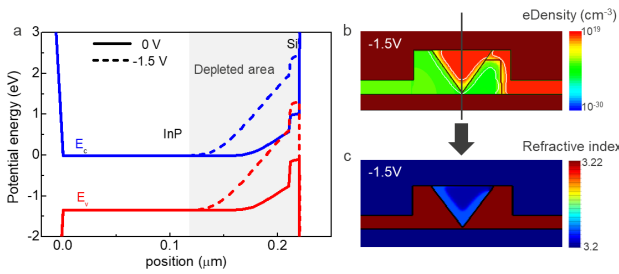 a
3
2
1
0
-1
-2
Potential energy (eV)
0 V
-1.5 V
Si
Depleted area
InP
Ec
Ev
0.0
0.1
0.2
position (μm)
b
eDensity (cm⁻³)
-1.5V
10¹⁹
10⁻³⁰
c
Refractive index
-1.5V
3.22
3.2